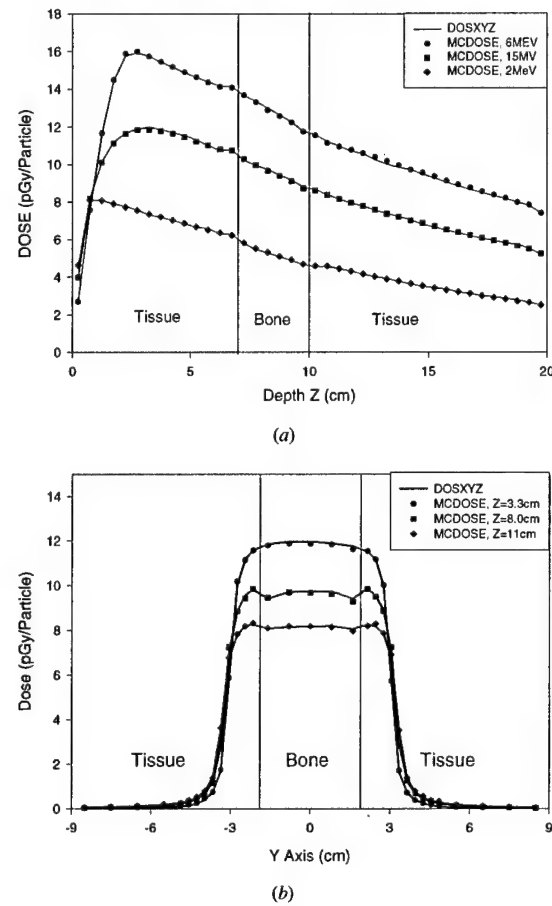 (a)
18
16
14
12
10
8
6
4
2
0
DOSE (pGy/Particle)
DOSXYZ
MCDOSE, 6MEV
MCDOSE, 15MV
MCDOSE, 2MeV
Tissue
Bone
Tissue
0
5
10
15
20
Depth Z (cm)
(a)
14
12
10
8
6
4
2
0
Dose (pGy/Particle)
DOSXYZ
MCDOSE, Z=3.3cm
MCDOSE, Z=8.0cm
MCDOSE, Z=11cm
Tissue
Bone
Tissue
-9
-6
-3
0
3
6
9
Y Axis (cm)
(b)